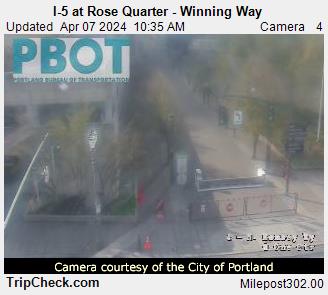 I-5 at Rose Quarter - Winning Way
Updated Apr 07 2024 10:35 AM Camera 4
PBOT
PORTLAND BUREAU OF TRANSPORTATION
Camera courtesy of the City of Portland
TripCheck.com Milepost302.00